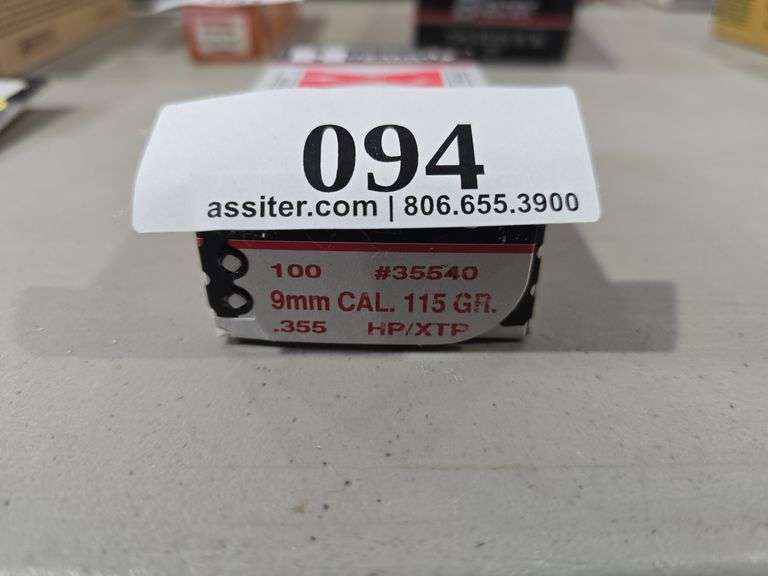 094
assiter.com | 806.655.3900
100 #35540
9mm CAL. 115 GR.
.355 HP/XTP